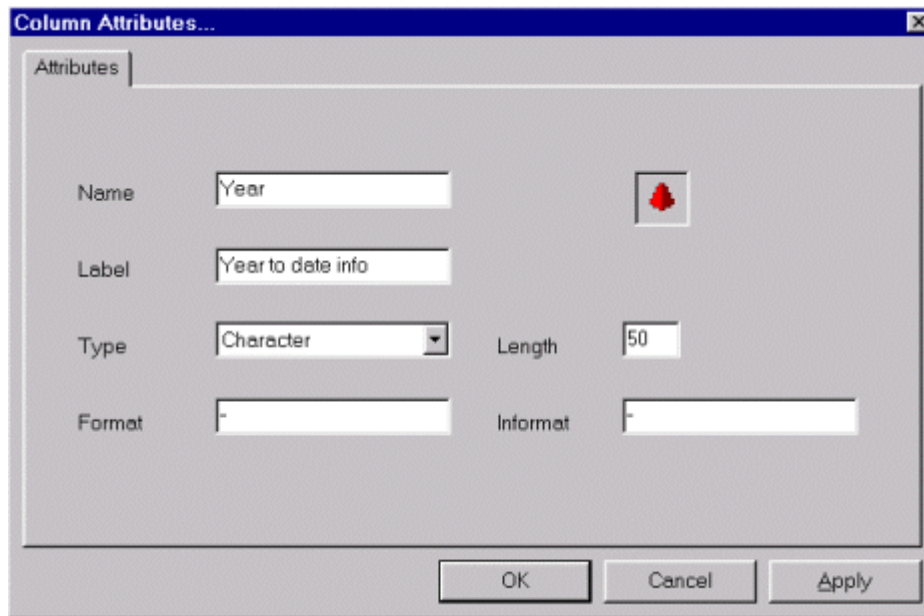 Column Attributes...
Attributes
Name Year
Label Year to date info
Type Character Length 50
Format - Informat -
OK Cancel Apply